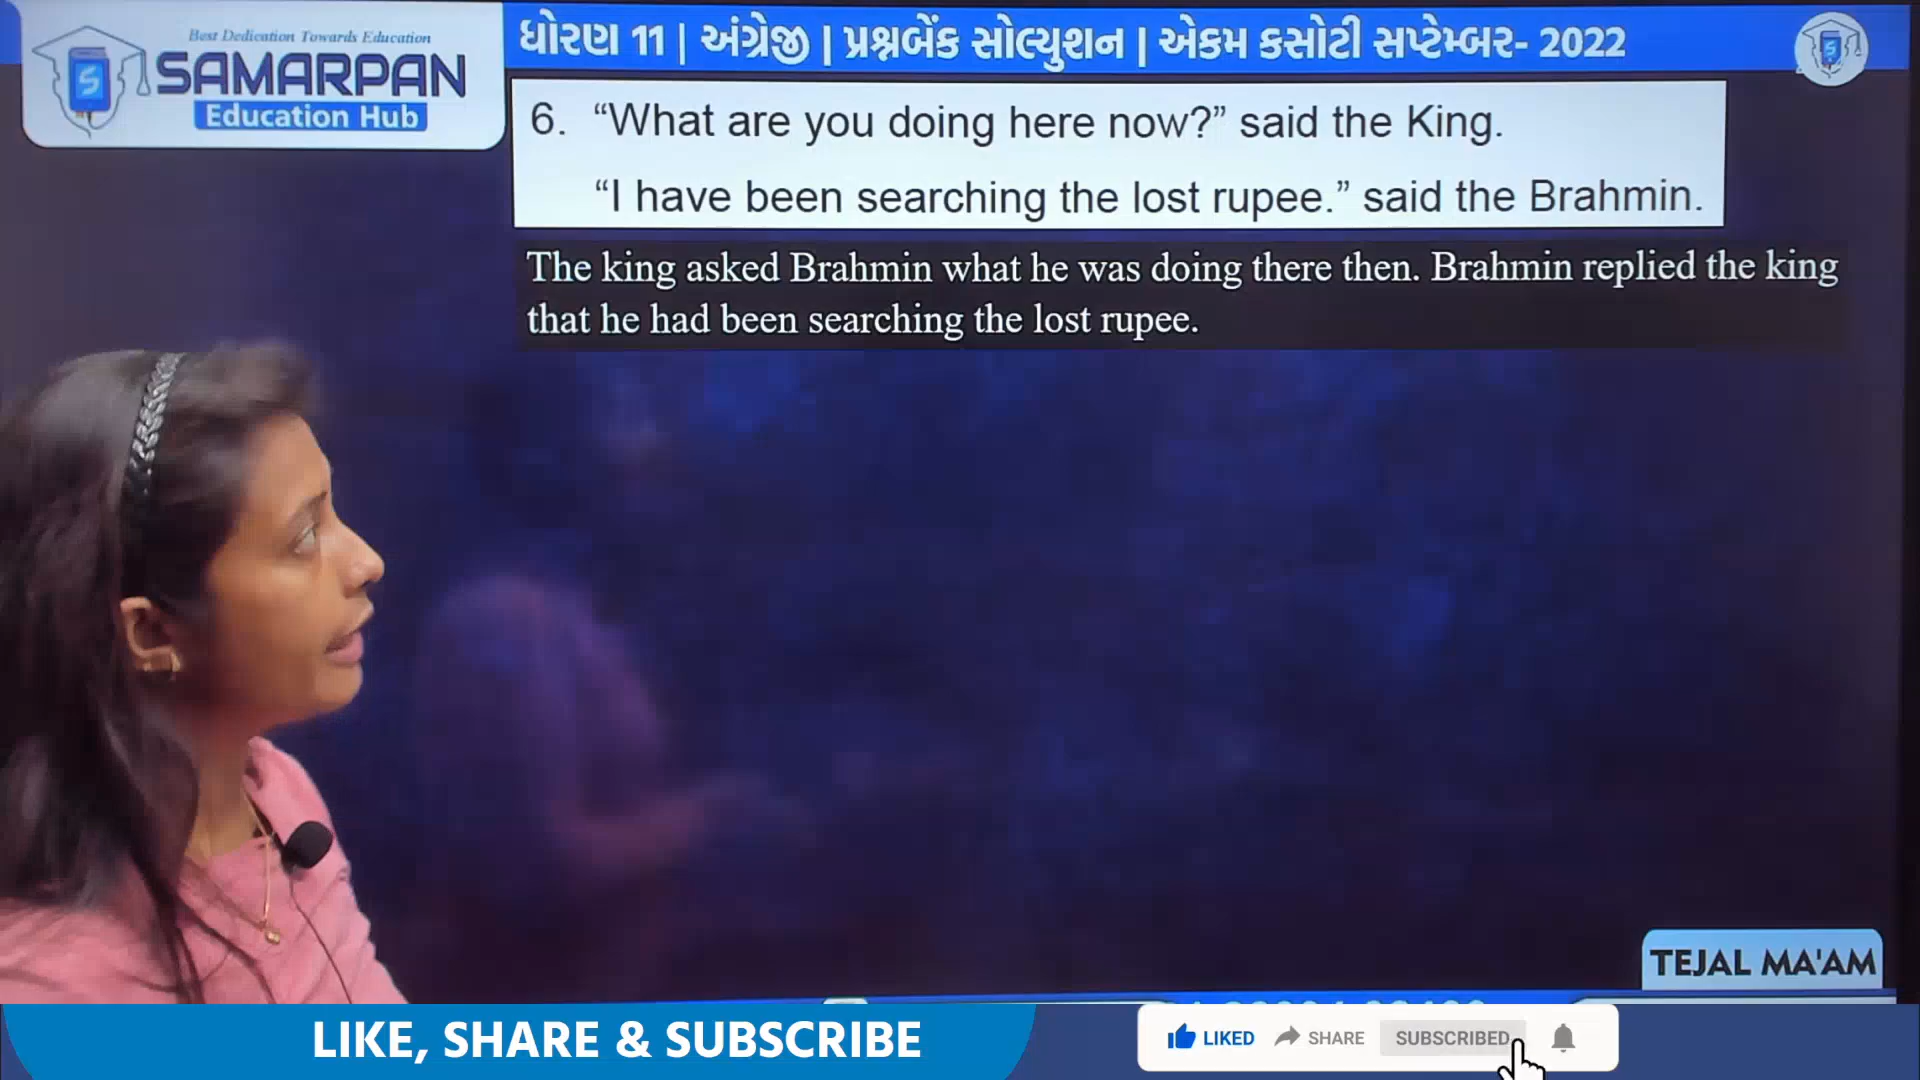 Best Dedication Towards Education
SAMARPAN
Education Hub
ધોરણ 11 | અંગ્રેજી | પ્રશ્નબેંક સોલ્યુશન | એકમ કસોટી સપ્ટેમ્બર- 2022
6. “What are you doing here now?” said the King.
“I have been searching the lost rupee.” said the Brahmin.
The king asked Brahmin what he was doing there then. Brahmin replied the king
that he had been searching the lost rupee.
TEJAL MA'AM
LIKE, SHARE & SUBSCRIBE
LIKED SHARE SUBSCRIBED